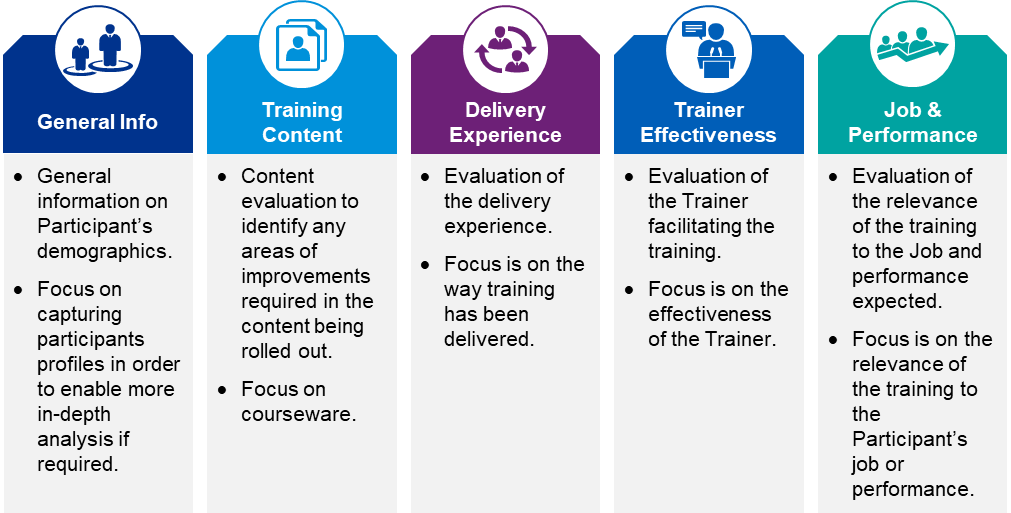 General Info
• General
information on
Participant's
demographics.
• Focus on
capturing
participants
profiles in order
to enable more
in-depth
analysis if
required.
Training
Content
• Content
evaluation to
identify any
areas of
improvements
required in the
content being
rolled out.
• Focus on
courseware.
Delivery
Experience
• Evaluation of
the delivery
experience.
• Focus is on the
way training
has been
delivered.
Trainer
Effectiveness
• Evaluation of
the Trainer
facilitating the
training.
• Focus is on the
effectiveness
of the Trainer.
Job &
Performance
• Evaluation of
the relevance
of the training
to the Job and
performance
expected.
• Focus is on the
relevance of
the training to
the
Participant's
job or
performance.